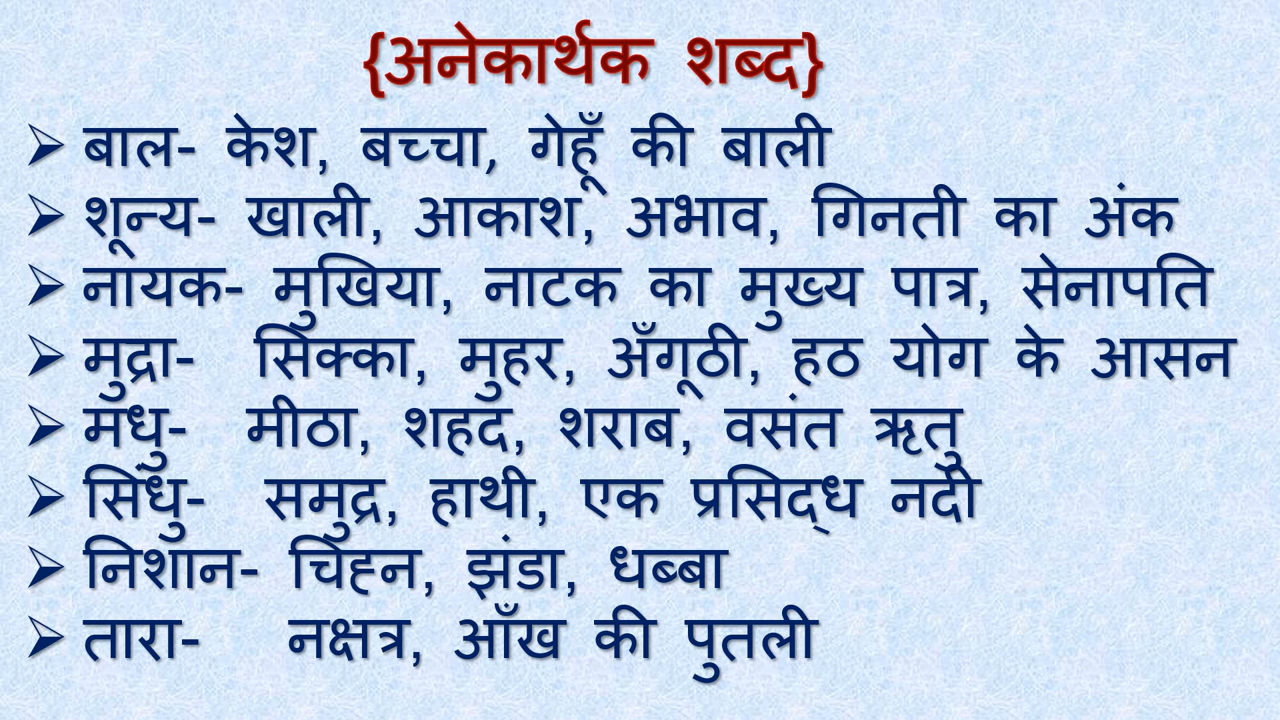 {अनेकार्थक शब्द}
➢ बाल- केश, बच्चा, गेहूँ की बाली
➢ शून्य- खाली, आकाश, अभाव, गिनती का अंक
➢ नायक- मुखिया, नाटक का मुख्य पात्र, सेनापति
➢ मुद्रा- सिक्का, मुहर, अँगूठी, हठ योग के आसन
➢ मधु- मीठा, शहद, शराब, वसंत ऋतु
➢ सिंधु- समुद्र, हाथी, एक प्रसिद्ध नदी
➢ निशान- चिह्न, झंडा, धब्बा
➢ तारा- नक्षत्र, आँख की पुतली